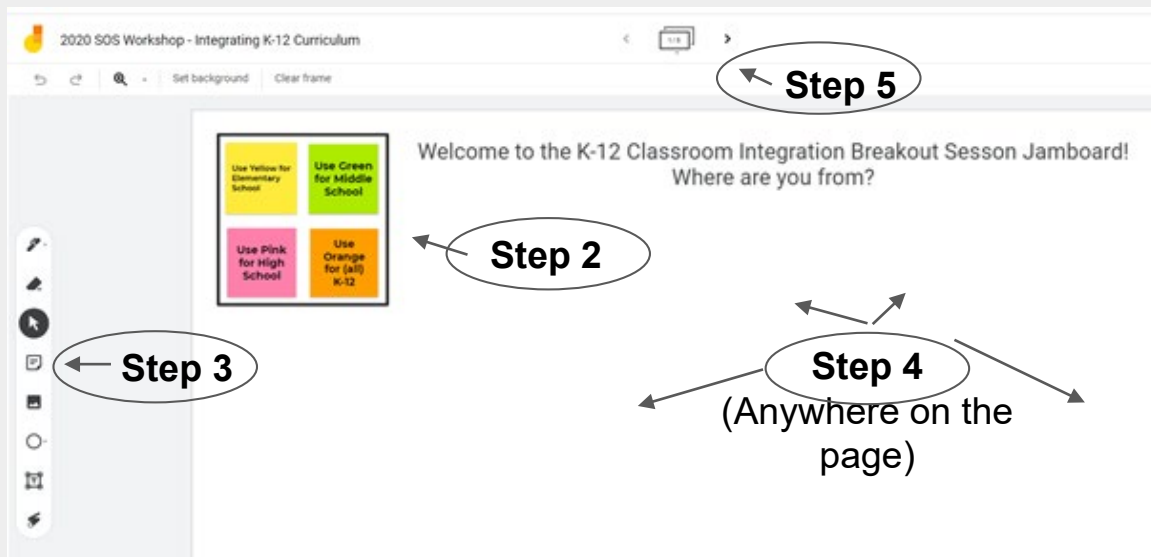 2020 SOS Workshop - Integrating K-12 Curriculum
Set background Clear frame
Step 5
Welcome to the K-12 Classroom Integration Breakout Sesson Jamboard!
Where are you from?
Use Yellow for
Elementary
School
Use Green
for Middle
School
Use Pink
for High
School
Use
Orange
for (all)
K-12
Step 2
Step 3
Step 4
(Anywhere on the
page)